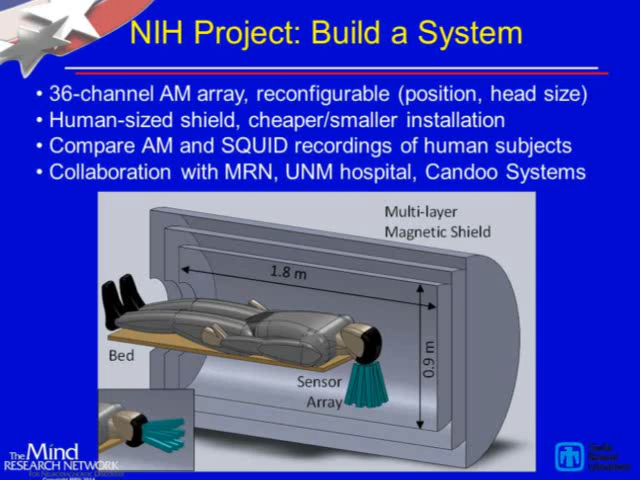 NIH Project: Build a System
• 36-channel AM array, reconfigurable (position, head size)
• Human-sized shield, cheaper/smaller installation
• Compare AM and SQUID recordings of human subjects
• Collaboration with MRN, UNM hospital, Candoo Systems
Multi-layer
Magnetic Shield
1.8 m
0.9 m
Bed
Sensor
Array
The Mind
RESEARCH NETWORK